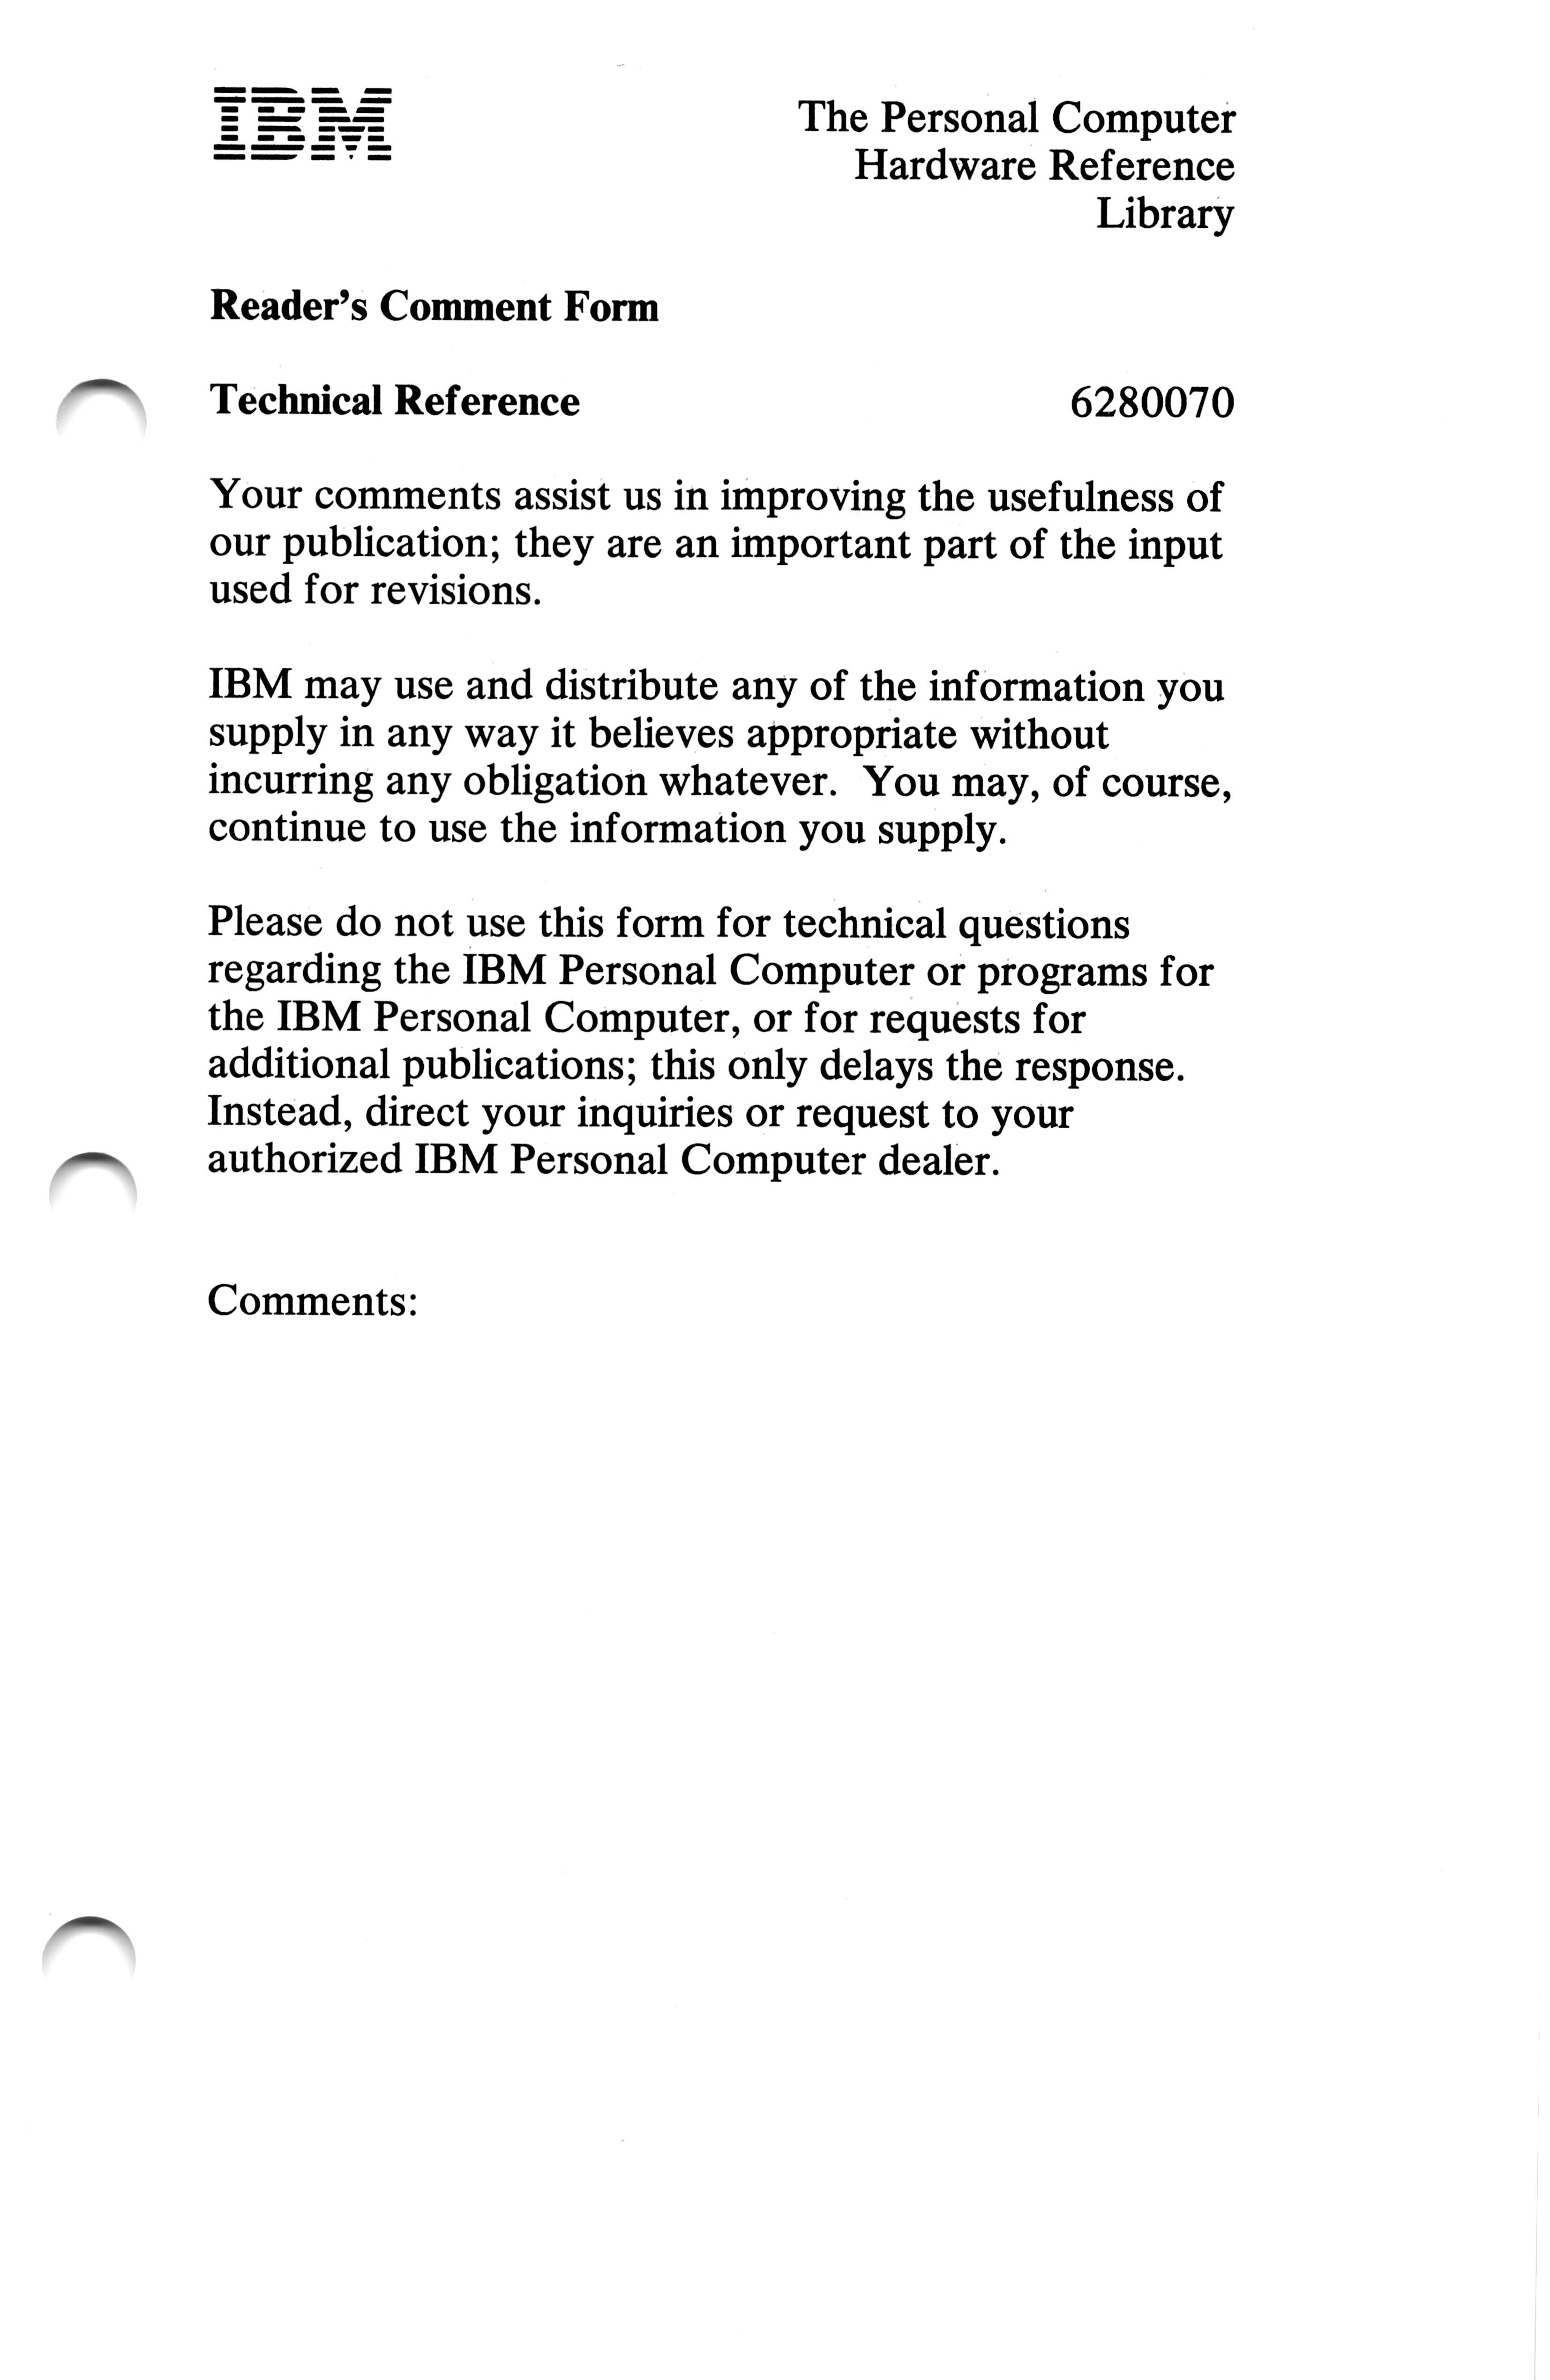 IBM
The Personal Computer
Hardware Reference
Library
Reader's Comment Form
Technical Reference 6280070
Your comments assist us in improving the usefulness of
our publication; they are an important part of the input
used for revisions.
IBM may use and distribute any of the information you
supply in any way it believes appropriate without
incurring any obligation whatever. You may, of course,
continue to use the information you supply.
Please do not use this form for technical questions
regarding the IBM Personal Computer or programs for
the IBM Personal Computer, or for requests for
additional publications; this only delays the response.
Instead, direct your inquiries or request to your
authorized IBM Personal Computer dealer.
Comments: